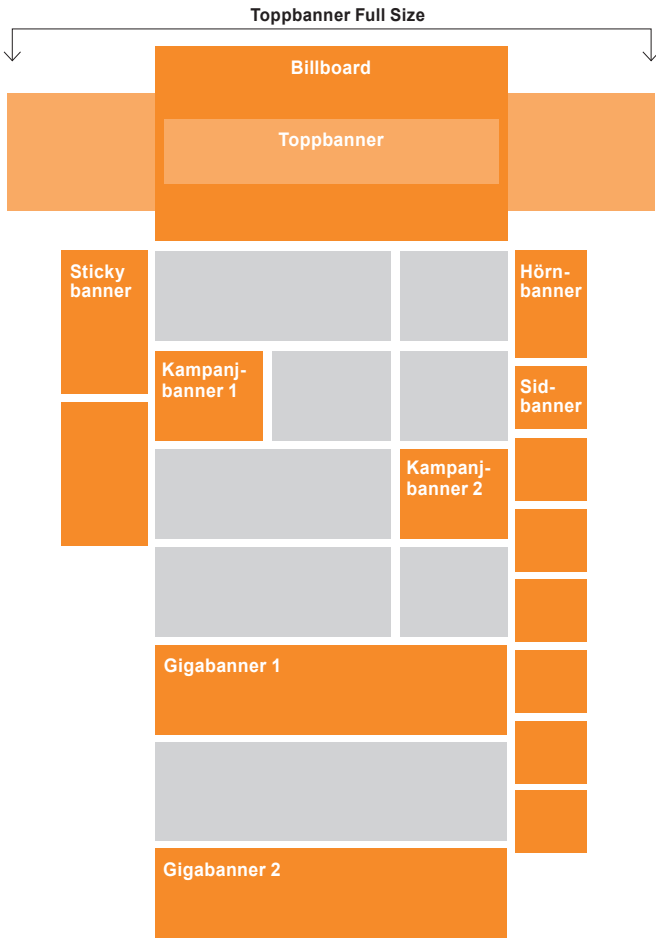 Toppbanner Full Size
Billboard
Toppbanner
Sticky
banner
Hörn-
banner
Kampanj-
banner 1
Sid-
banner
Kampanj-
banner 2
Gigabanner 1
Gigabanner 2